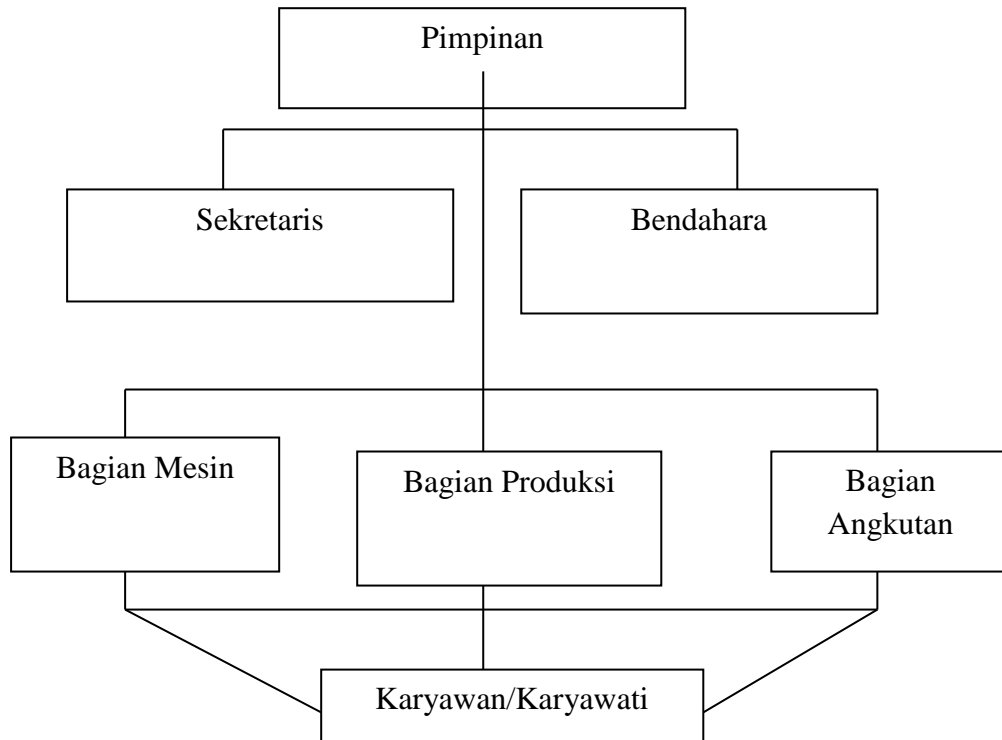 Pimpinan
Sekretaris
Bendahara
Bagian Mesin
Bagian Produksi
Bagian
Angkutan
Karyawan/Karyawati